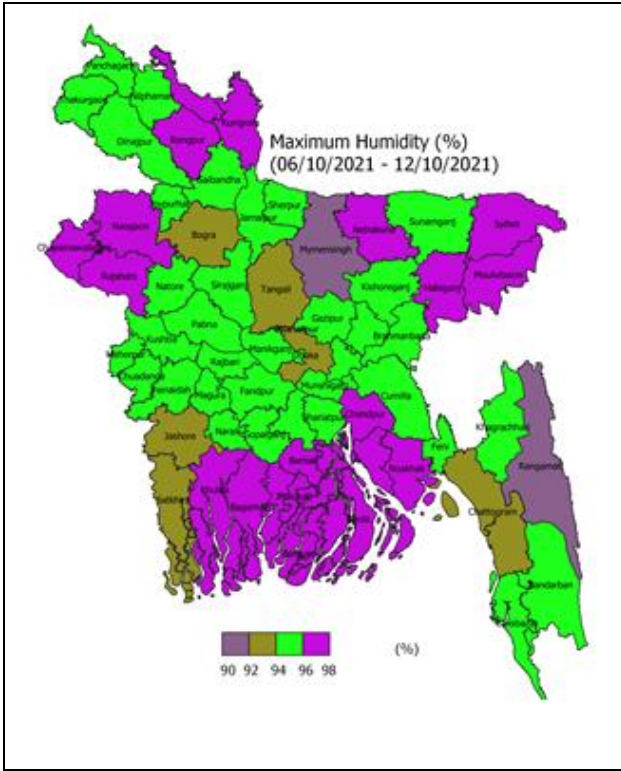 Panchagarh
Thakurgaon
Nilphamari
Dinajpur
Rangpur
Kurigram
Maximum Humidity (%)
(06/10/2021 - 12/10/2021)
Gaibandha
Joypurhat
Sherpur
Jamalpur
Naogaon
Bogra
Mymensingh
Netrakona
Sunamganj
Sylhet
Rajshahi
Natore
Sirajganj
Tangail
Kishoreganj
Habiganj
Moulvibazar
Pabna
Gazipur
Brahmanbaria
Kushtia
Meherpur
Chuadanga
Rajbari
Manikganj
Dhaka
Jhenaidah
Magura
Faridpur
Munshiganj
Cumilla
Jashore
Narail
Gopalganj
Shariatpur
Chandpur
Khagrachhari
Feni
Rangamati
Satkhira
Khulna
Bagerhat
Barisal
Noakhali
Chattogram
Bandarban
90 92 94 96 98
(%)